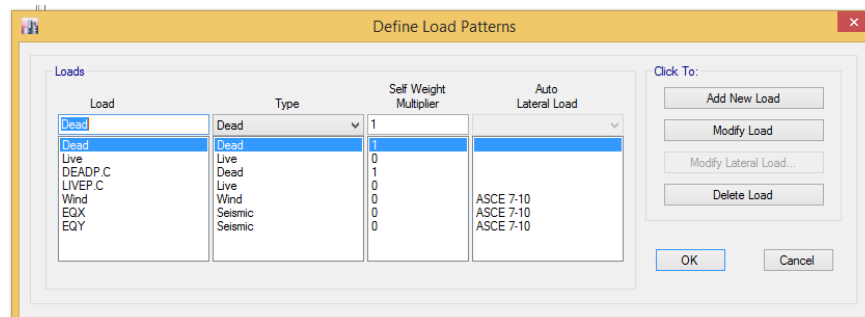 Define Load Patterns
Loads
Click To:
Load Type Self Weight Multiplier Auto Lateral Load
Dead Dead 1
Dead Dead 1
Live Live 0
DEADP.C Dead 1
LIVEP.C Live 0
Wind Wind 0 ASCE 7-10
EQX Seismic 0 ASCE 7-10
EQY Seismic 0 ASCE 7-10
Add New Load
Modify Load
Modify Lateral Load...
Delete Load
OK Cancel